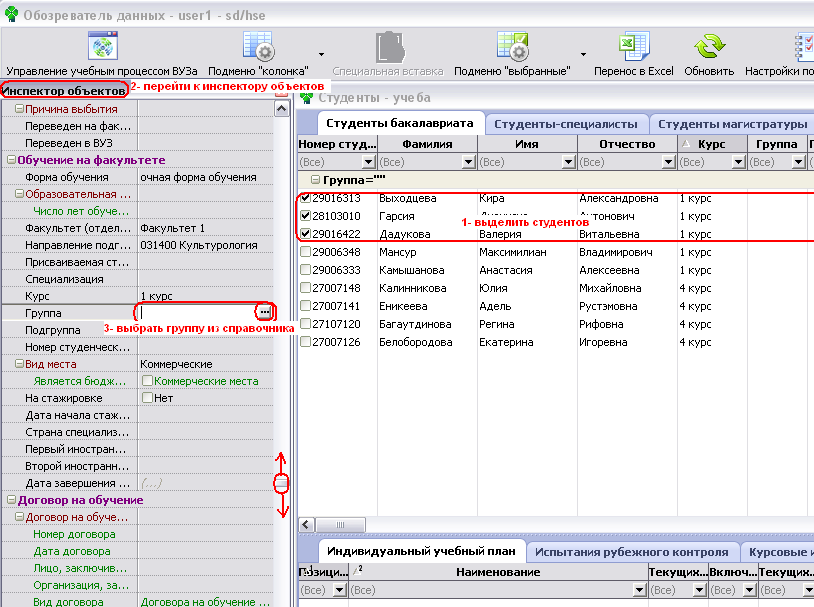 Обозреватель данных - user1 - sd/hse
Управление учебным процессом ВУЗа
Подменю "колонка"
Специальная вставка
Подменю "выбранные"
Перенос в Excel
Обновить
Настройки по
Инспектор объектов
2- перейти к инспектору объектов
Причина выбытия
Переведен на фак...
Переведен в ВУЗ
Обучение на факультете
Форма обучения очная форма обучения
Образовательная ...
Число лет обуче...
Факультет (отдел... Факультет 1
Направление подг... 031400 Культурология
Присваиваемая ст...
Специализация
Курс 1 курс
Группа
Подгруппа
3- выбрать группу из справочника
Номер студенческ...
Вид места Коммерческие
Является бюдж... Коммерческие места
На стажировке Нет
Дата начала стаж...
Страна специализ...
Первый иностран...
Второй иностранн...
Дата завершения ... (...)
Договор на обучение
Договор на обуче...
Номер договора
Дата договора
Лицо, заключив...
Организация, за...
Вид договора Договора на обучение ...
Студенты - учеба
Студенты бакалавриата Студенты-специалисты Студенты магистратуры
Номер студ... Фамилия Имя Отчество Курс Группа
(Все) (Все) (Все) (Все) (Все) (Все)
Группа=""
29016313 Выходцева Кира Александровна 1 курс
28103010 Гарсия Антонович 1 курс
1- выделить студентов
29016422 Дадукова Валерия Витальевна 1 курс
29006348 Мансур Максимилиан Владимирович 1 курс
29006333 Камышанова Анастасия Алексеевна 1 курс
27007148 Калинникова Юлия Михайловна 4 курс
27007141 Еникеева Адель Рустэмовна 4 курс
27107120 Багаутдинова Регина Рифовна 4 курс
27007126 Белобородова Екатерина Игоревна 4 курс
Индивидуальный учебный план Испытания рубежного контроля Курсовые и
Позици... 2 Наименование Текущих... Включ... Текущих
(Все) (Все) (Все) (Все) (Все)